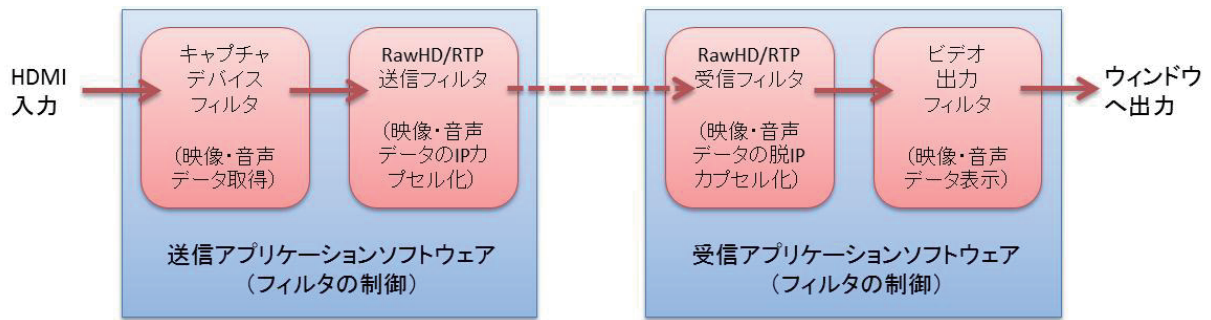 HDMI
入力
キャプチャ
デバイス
フィルタ
(映像・音声
データ取得)
RawHD/RTP
送信フィルタ
(映像・音声
データのIPカ
プセル化)
送信アプリケーションソフトウェア
(フィルタの制御)
RawHD/RTP
受信フィルタ
(映像・音声
データの脱IP
カプセル化)
ビデオ
出力
フィルタ
(映像・音声
データ表示)
受信アプリケーションソフトウェア
(フィルタの制御)
ウィンドウ
へ出力